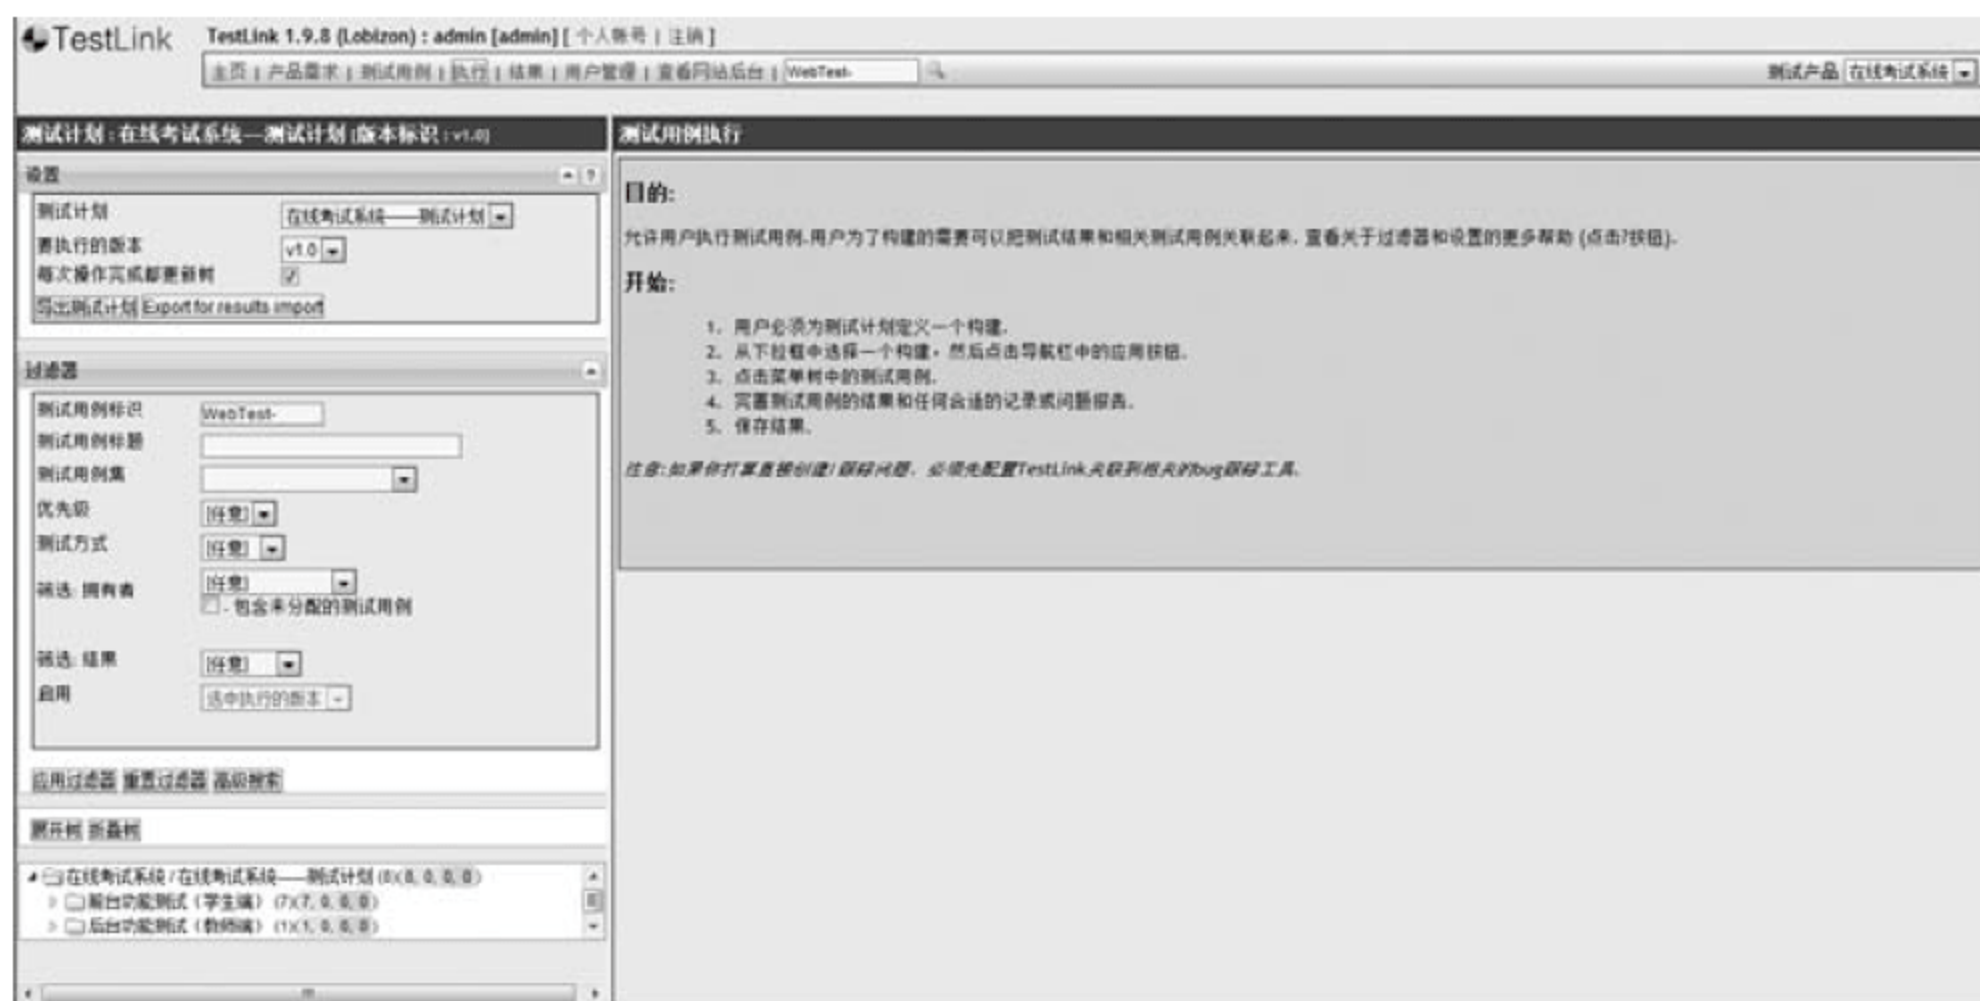 TestLink
TestLink 1.9.8 (Lobizon) : admin [admin] [ 个人帐号 | 注销 ]
主页 | 产品需求 | 测试用例 | 执行 | 结果 | 用户管理 | 查看网站后台 | WebTest-
测试产品 在线考试系统
测试计划 : 在线考试系统—测试计划 [版本标识 : v1.0]
设置
?
测试计划 在线考试系统——测试计划
要执行的版本 v1.0
每次操作完成都更新树
导出测试计划 Export for results import
过滤器
测试用例标识 WebTest-
测试用例标题
测试用例集
优先级 [任意]
测试方式 [任意]
筛选: 拥有者 [任意]
- 包含未分配的测试用例
筛选: 结果 [任意]
启用 选中执行的版本
应用过滤器 重置过滤器 高级搜索
展开树 折叠树
在线考试系统 / 在线考试系统——测试计划 (8)(8, 0, 0, 0)
前台功能测试（学生端） (7)(7, 0, 0, 0)
后台功能测试（教师端） (1)(1, 0, 0, 0)
测试用例执行
目的:
允许用户执行测试用例.用户为了构建的需要可以把测试结果和相关测试用例关联起来. 查看关于过滤器和设置的更多帮助 (点击?按钮).
开始:
1. 用户必须为测试计划定义一个构建.
2. 从下拉框中选择一个构建，然后点击导航栏中的应用按钮.
3. 点击菜单树中的测试用例.
4. 完善测试用例的结果和任何合适的记录或问题报告.
5. 保存结果.
注意:如果你打算直接创建/跟踪问题，必须先配置TestLink关联到相关的bug跟踪工具.